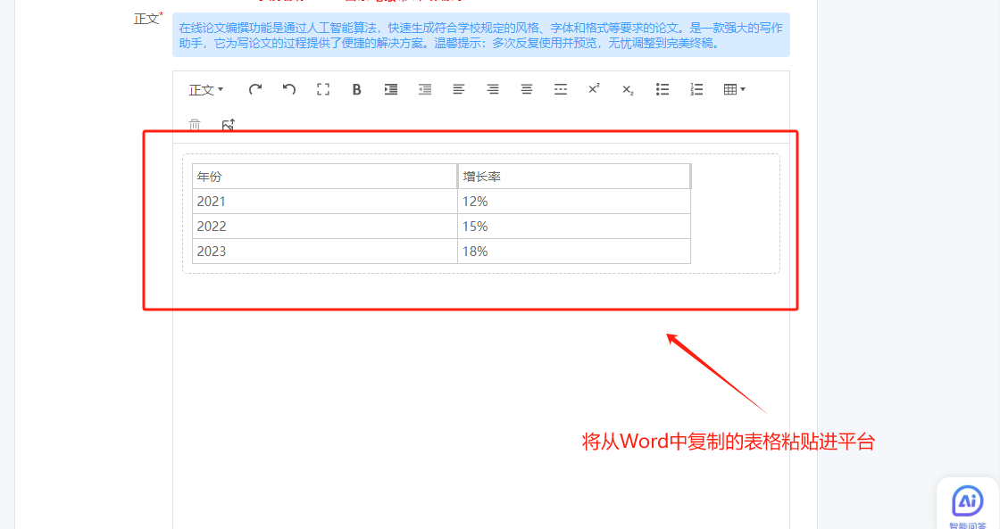 正文*
在线论文编撰功能是通过人工智能算法，快速生成符合学校规定的风格、字体和格式等要求的论文。是一款强大的写作
助手，它为写论文的过程提供了便捷的解决方案。温馨提示：多次反复使用并预览，无忧调整到完美终稿。
正文 B x² x₂
年份 增长率
2021 12%
2022 15%
2023 18%
将从Word中复制的表格粘贴进平台
Ai
智能问答